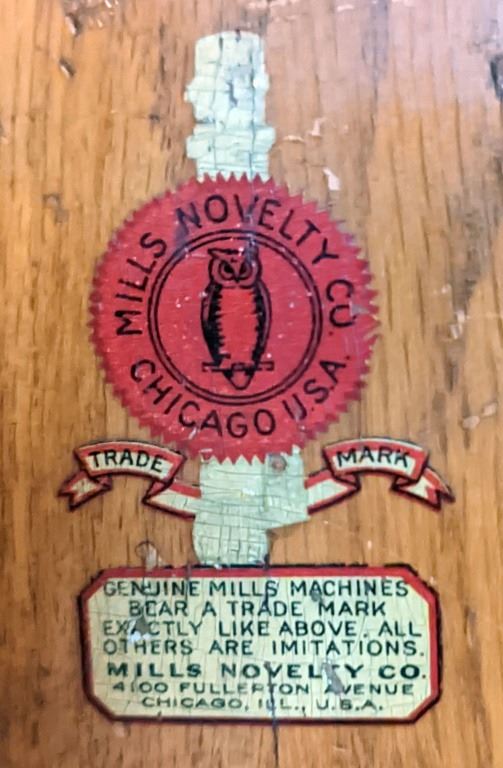 MILLS NOVELTY CO.
CHICAGO U.S.A.
TRADE MARK
GENUINE MILLS MACHINES
BEAR A TRADE MARK
EXACTLY LIKE ABOVE. ALL
OTHERS ARE IMITATIONS.
MILLS NOVELTY CO.
4100 FULLERTON AVENUE
CHICAGO, ILL., U.S.A.